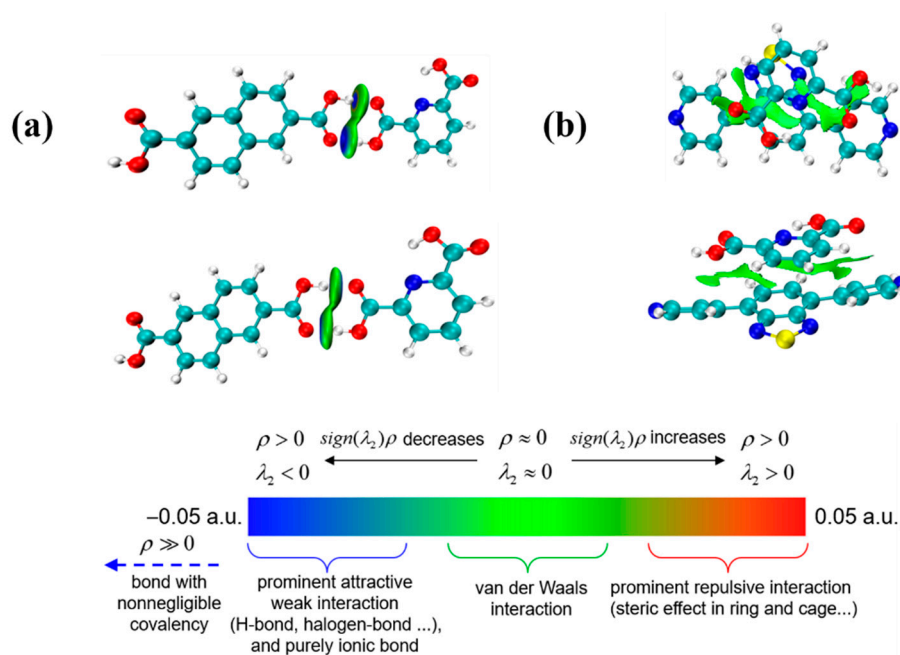 (a)
(b)
ρ > 0 sign(λ₂)ρ decreases ρ ≈ 0 sign(λ₂)ρ increases ρ > 0
λ₂ < 0 λ₂ ≈ 0 λ₂ > 0
−0.05 a.u. 0.05 a.u.
ρ ≫ 0
bond with
nonnegligible
covalency
prominent attractive
weak interaction
(H-bond, halogen-bond ...),
and purely ionic bond
van der Waals
interaction
prominent repulsive interaction
(steric effect in ring and cage...)